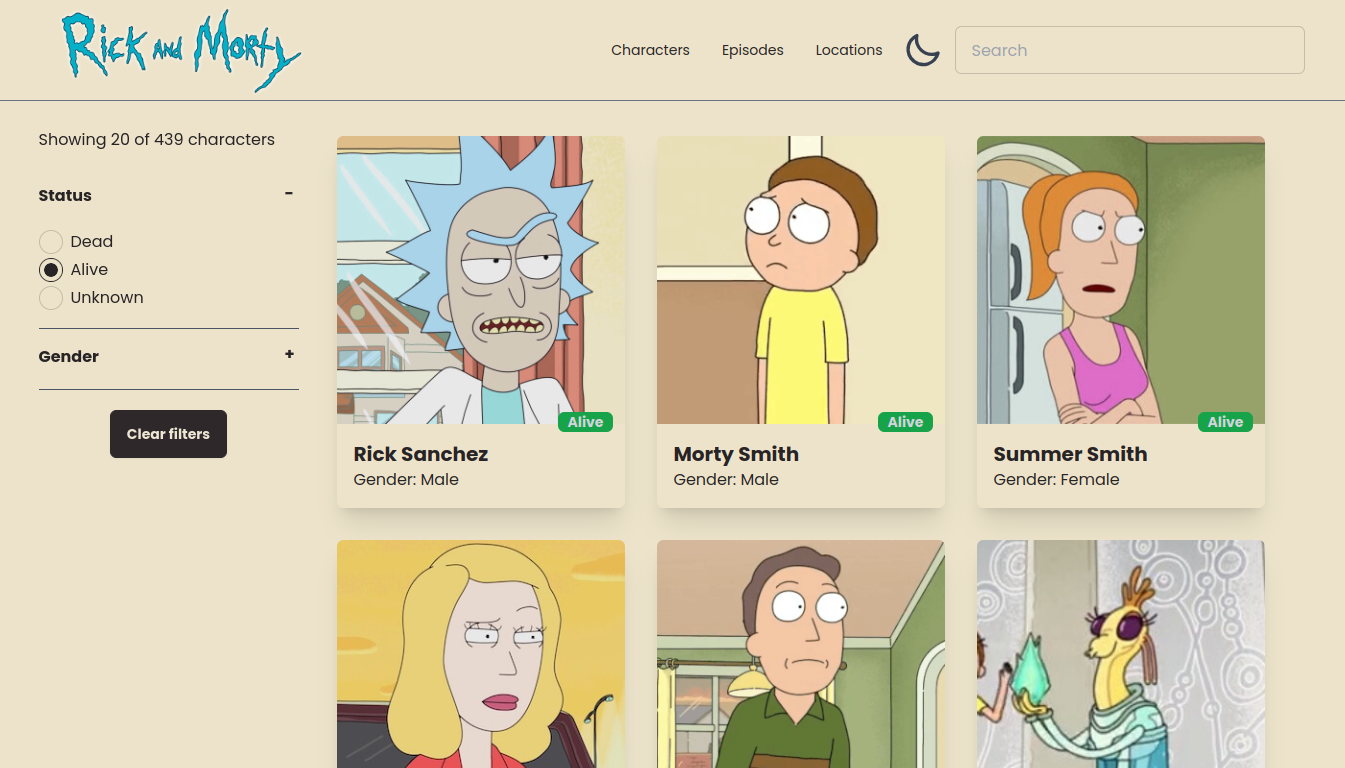 Rick and Morty
Characters Episodes Locations Search
Showing 20 of 439 characters
Status -
Dead
Alive
Unknown
Gender +
Clear filters
Alive Alive Alive
Rick Sanchez Morty Smith Summer Smith
Gender: Male Gender: Male Gender: Female